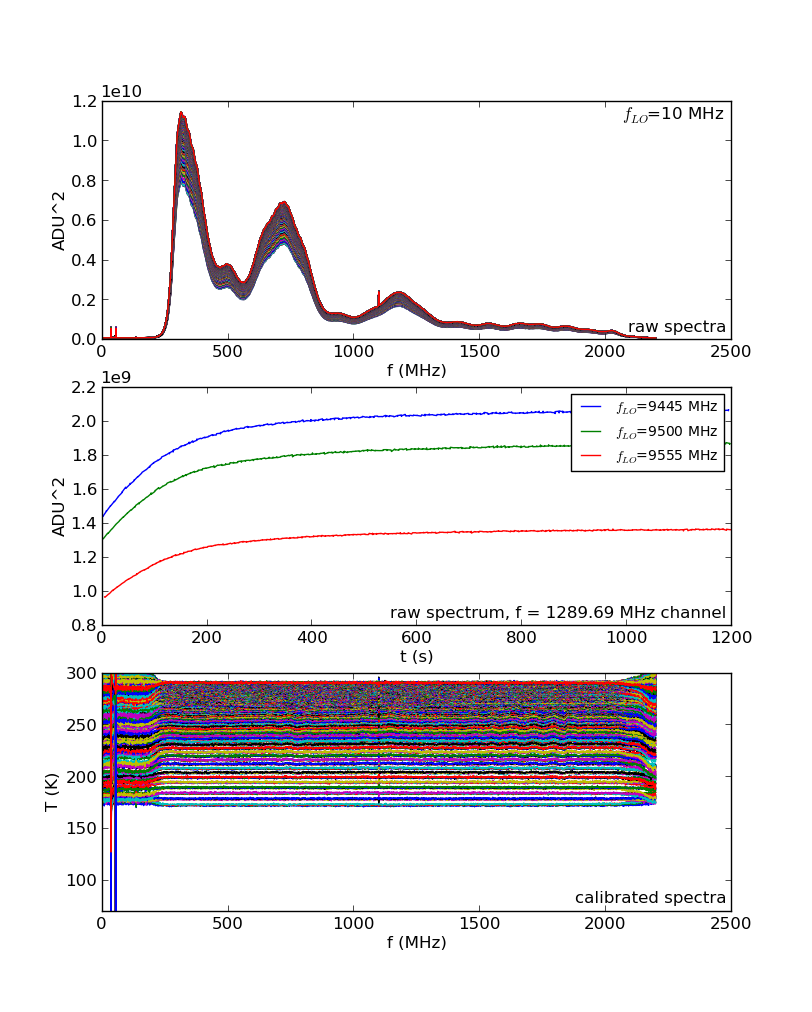 1e10
1.2
1.0
0.8
0.6
0.4
0.2
0.0
ADU^2
f_LO=10 MHz
raw spectra
0 500 1000 1500 2000 2500
f (MHz)
1e9
2.2
2.0
1.8
1.6
1.4
1.2
1.0
0.8
ADU^2
f_LO=9445 MHz
f_LO=9500 MHz
f_LO=9555 MHz
raw spectrum, f = 1289.69 MHz channel
0 200 400 600 800 1000 1200
t (s)
300
250
200
150
100
T (K)
calibrated spectra
0 500 1000 1500 2000 2500
f (MHz)